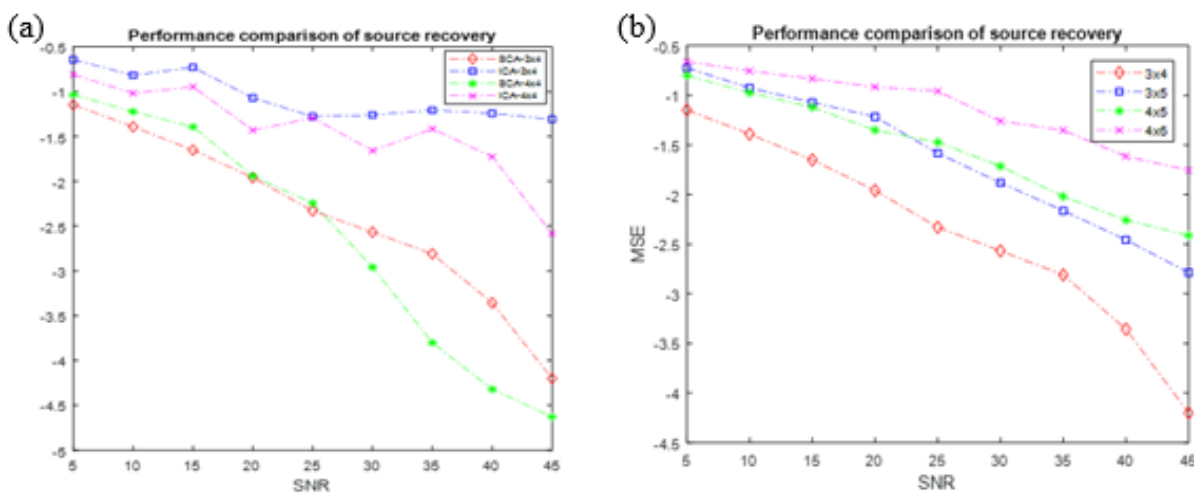 (a)
Performance comparison of source recovery
-0.5
-1
-1.5
-2
-2.5
-3
-3.5
-4
-4.5
-5
5 10 15 20 25 30 35 40 45
SNR
SCA-3x4
ICA-3x4
SCA-4x4
ICA-4x4
(b)
Performance comparison of source recovery
MSE
-0.5
-1
-1.5
-2
-2.5
-3
-3.5
-4
-4.5
5 10 15 20 25 30 35 40 45
SNR
3x4
3x5
4x5